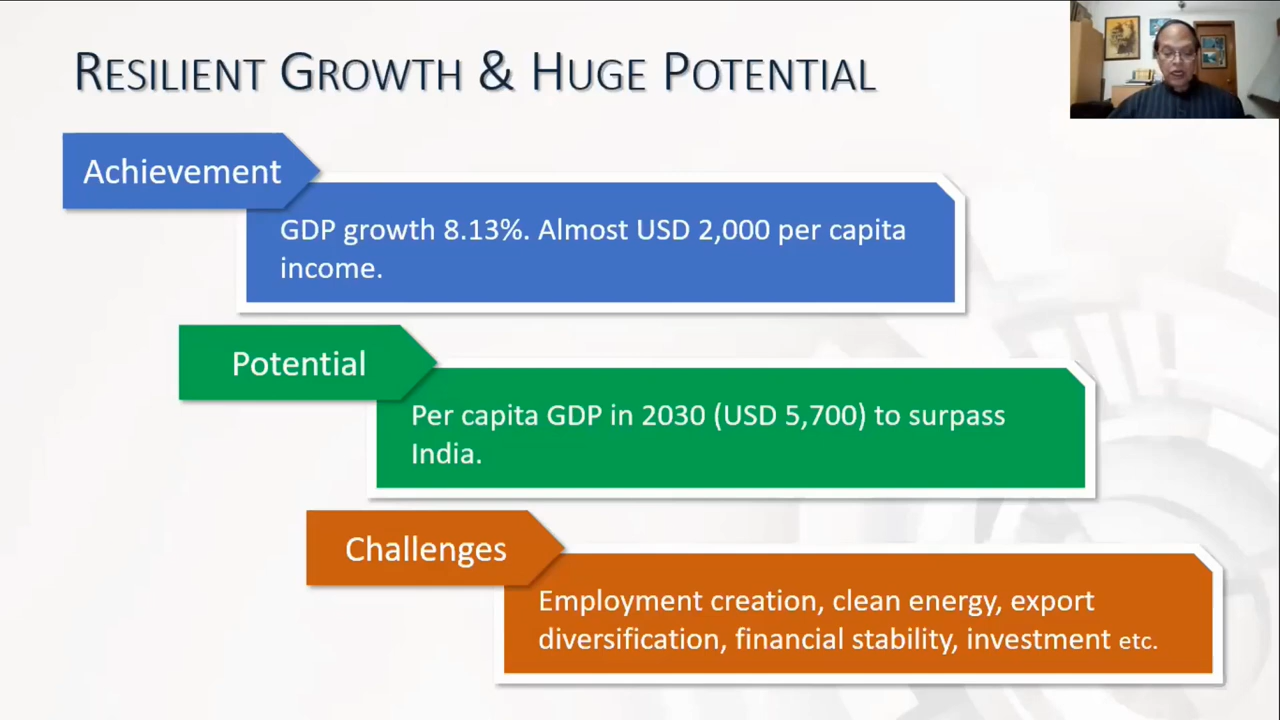 RESILIENT GROWTH & HUGE POTENTIAL
Achievement
GDP growth 8.13%. Almost USD 2,000 per capita
income.
Potential
Per capita GDP in 2030 (USD 5,700) to surpass
India.
Challenges
Employment creation, clean energy, export
diversification, financial stability, investment etc.